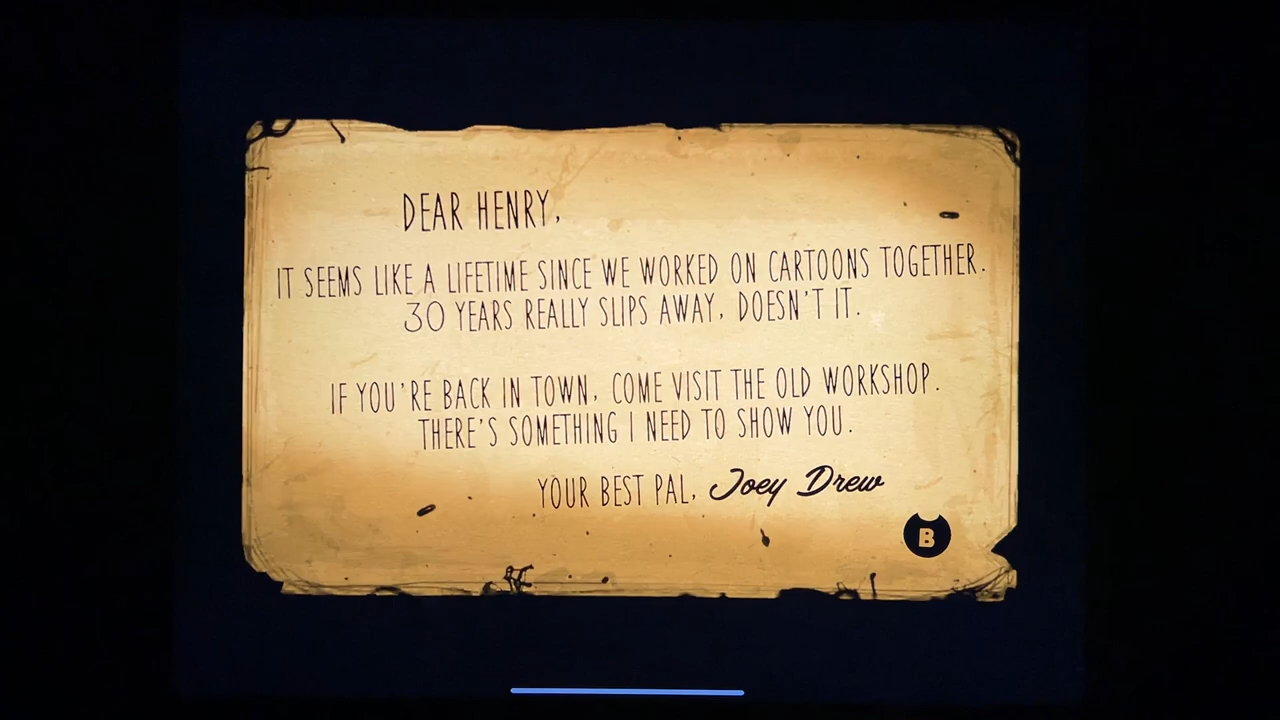 DEAR HENRY,
IT SEEMS LIKE A LIFETIME SINCE WE WORKED ON CARTOONS TOGETHER.
30 YEARS REALLY SLIPS AWAY, DOESN'T IT.
IF YOU'RE BACK IN TOWN, COME VISIT THE OLD WORKSHOP.
THERE'S SOMETHING I NEED TO SHOW YOU.
YOUR BEST PAL, Joey Drew
B